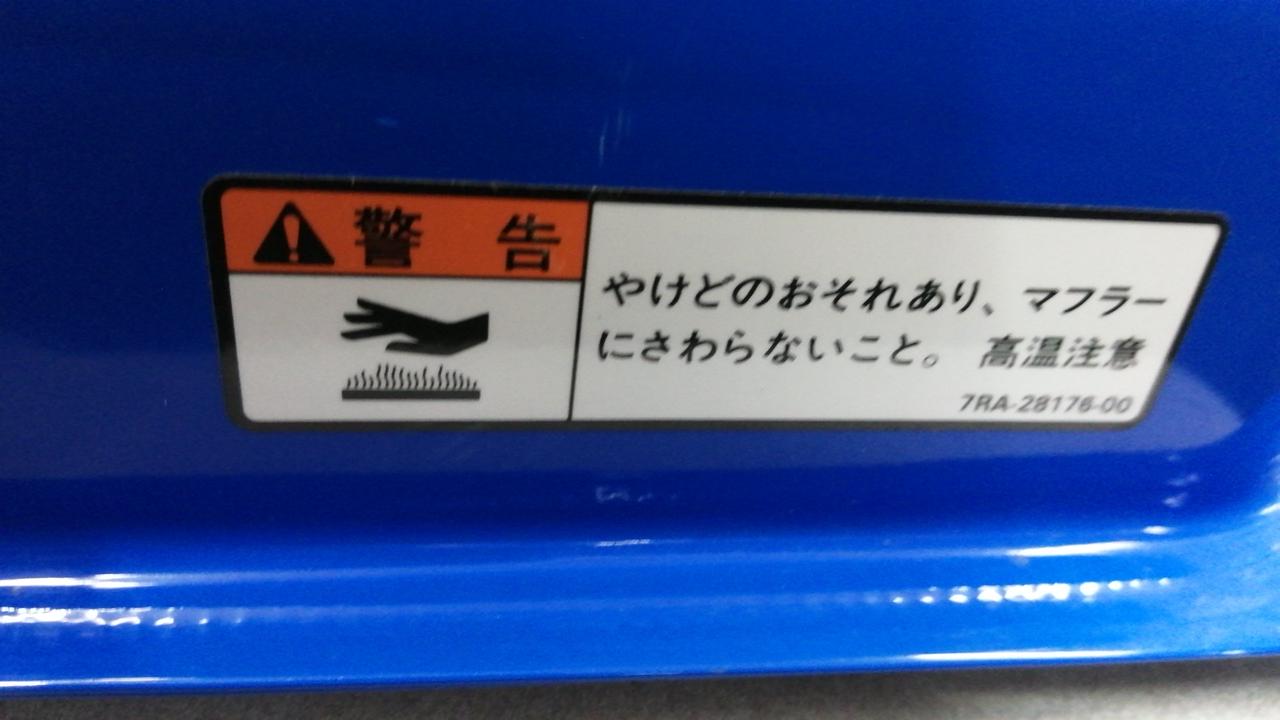 警告
やけどのおそれあり、マフラー
にさわらないこと。 高温注意
7RA-28176-00